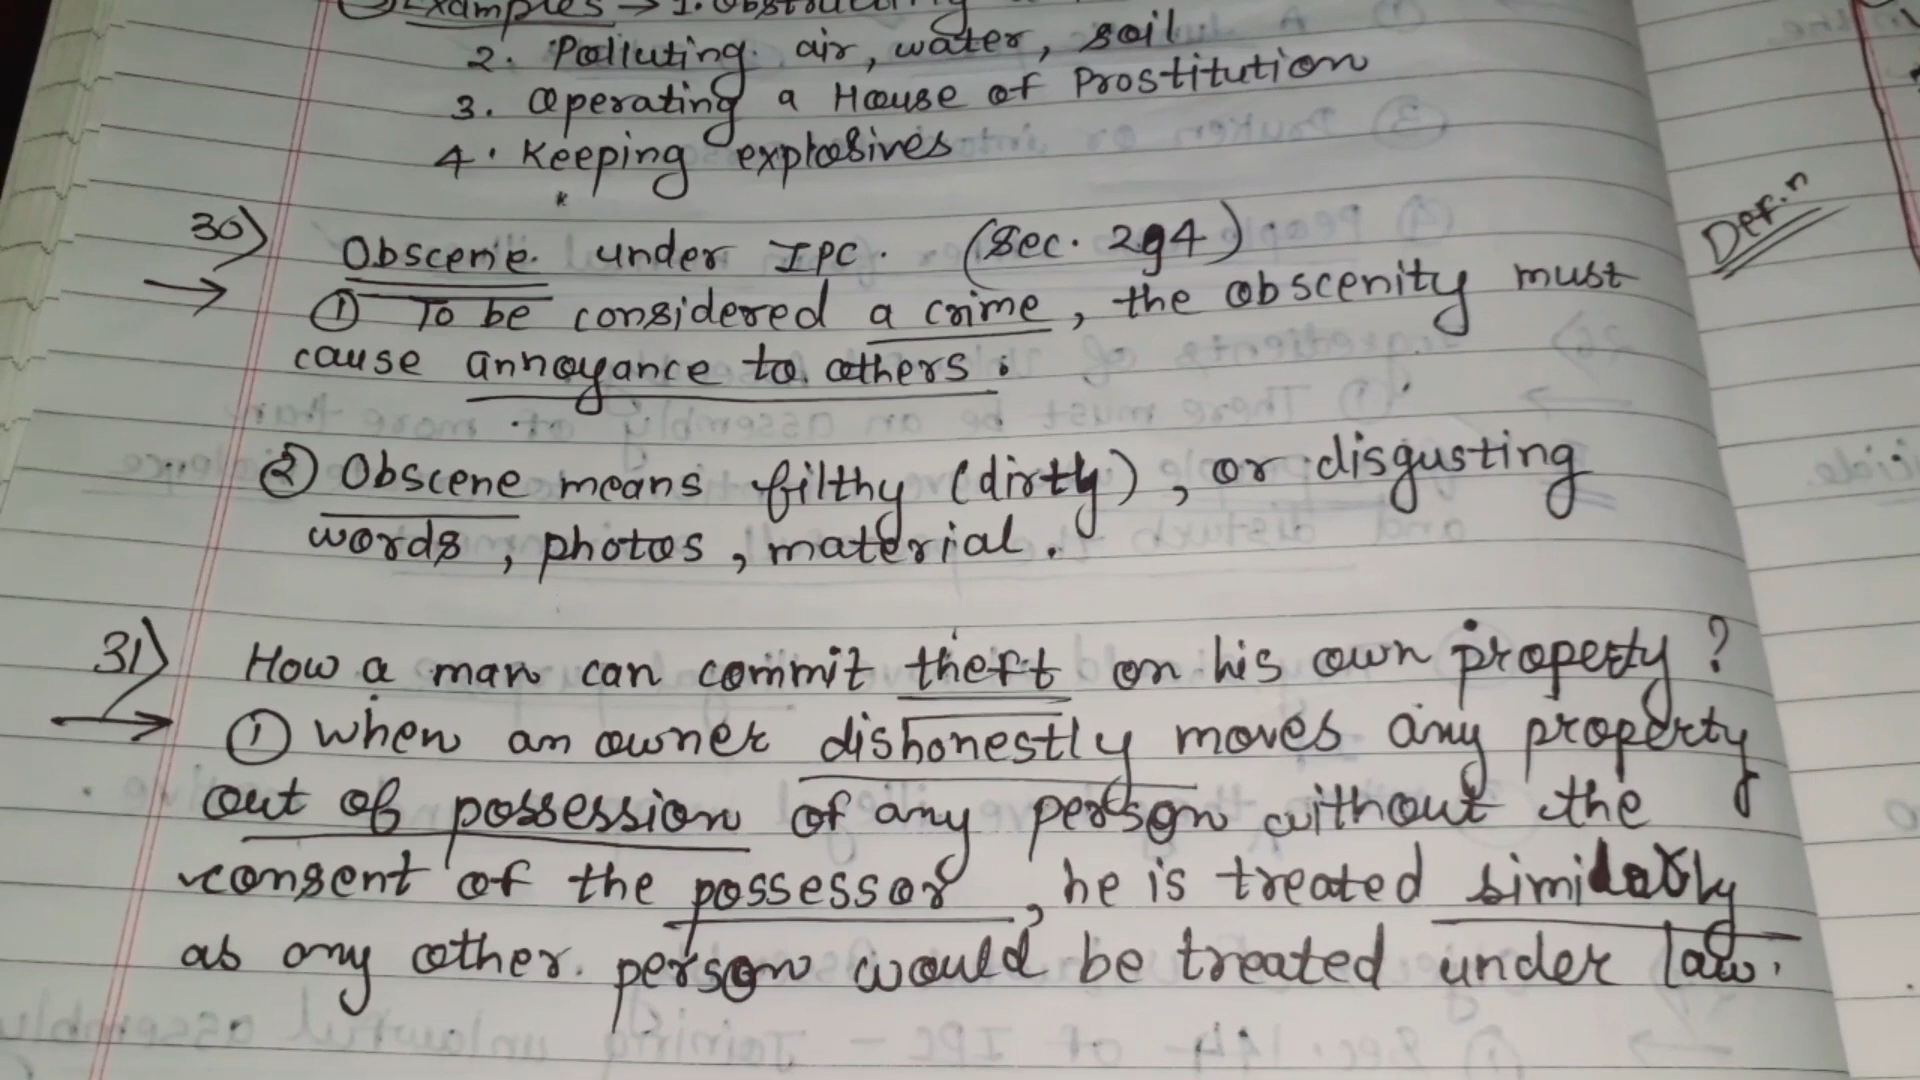 Examples → 1. Obstructing
2. Polluting air, water, soil
3. Operating a House of Prostitution
4. Keeping explosives
30) Obscene under IPC. (Sec. 294)
→ ① To be considered a crime, the obscenity must
cause annoyance to others.
② Obscene means filthy (dirty), or disgusting
words, photos, material.
Def.n
31) How a man can commit theft on his own property?
→ ① When an owner dishonestly moves any property
out of possession of any person without the
consent of the possessor, he is treated similarly
as any other person would be treated under law.